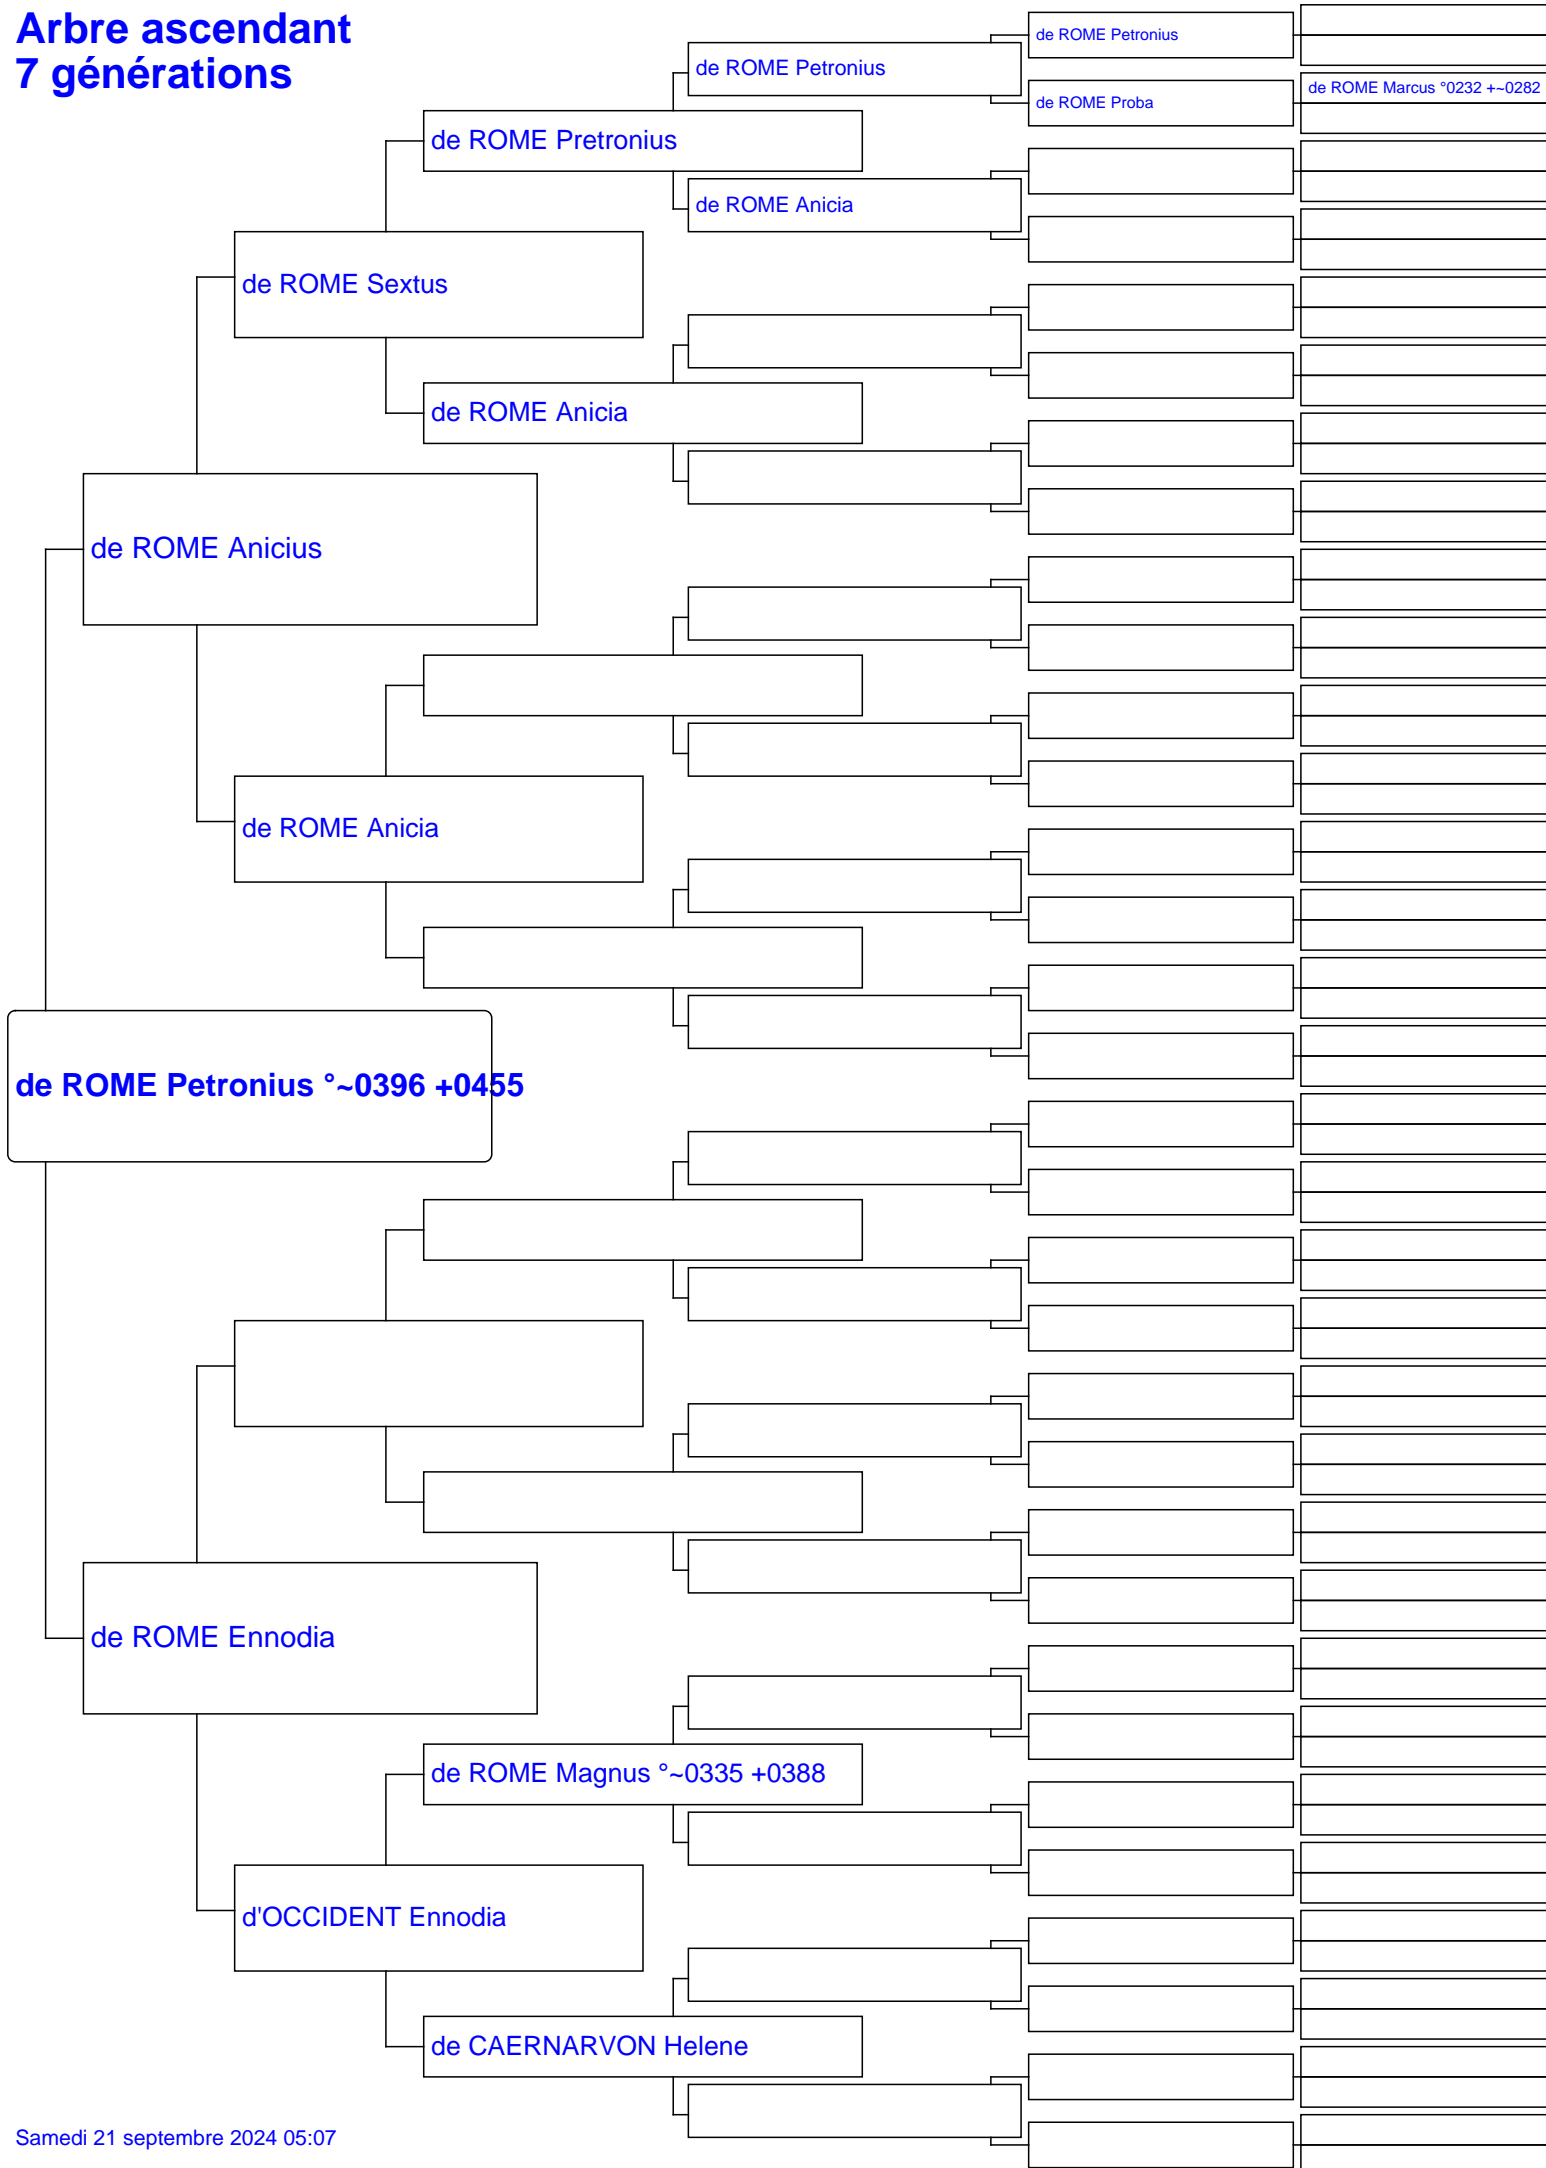 Arbre ascendant
7 générations
de ROME Petronius
de ROME Petronius
de ROME Marcus °0232 +~0282
de ROME Proba
de ROME Pretronius
de ROME Anicia
de ROME Sextus
de ROME Anicia
de ROME Anicius
de ROME Anicia
de ROME Petronius °~0396 +0455
de ROME Ennodia
de ROME Magnus °~0335 +0388
d'OCCIDENT Ennodia
de CAERNARVON Helene
Samedi 21 septembre 2024 05:07